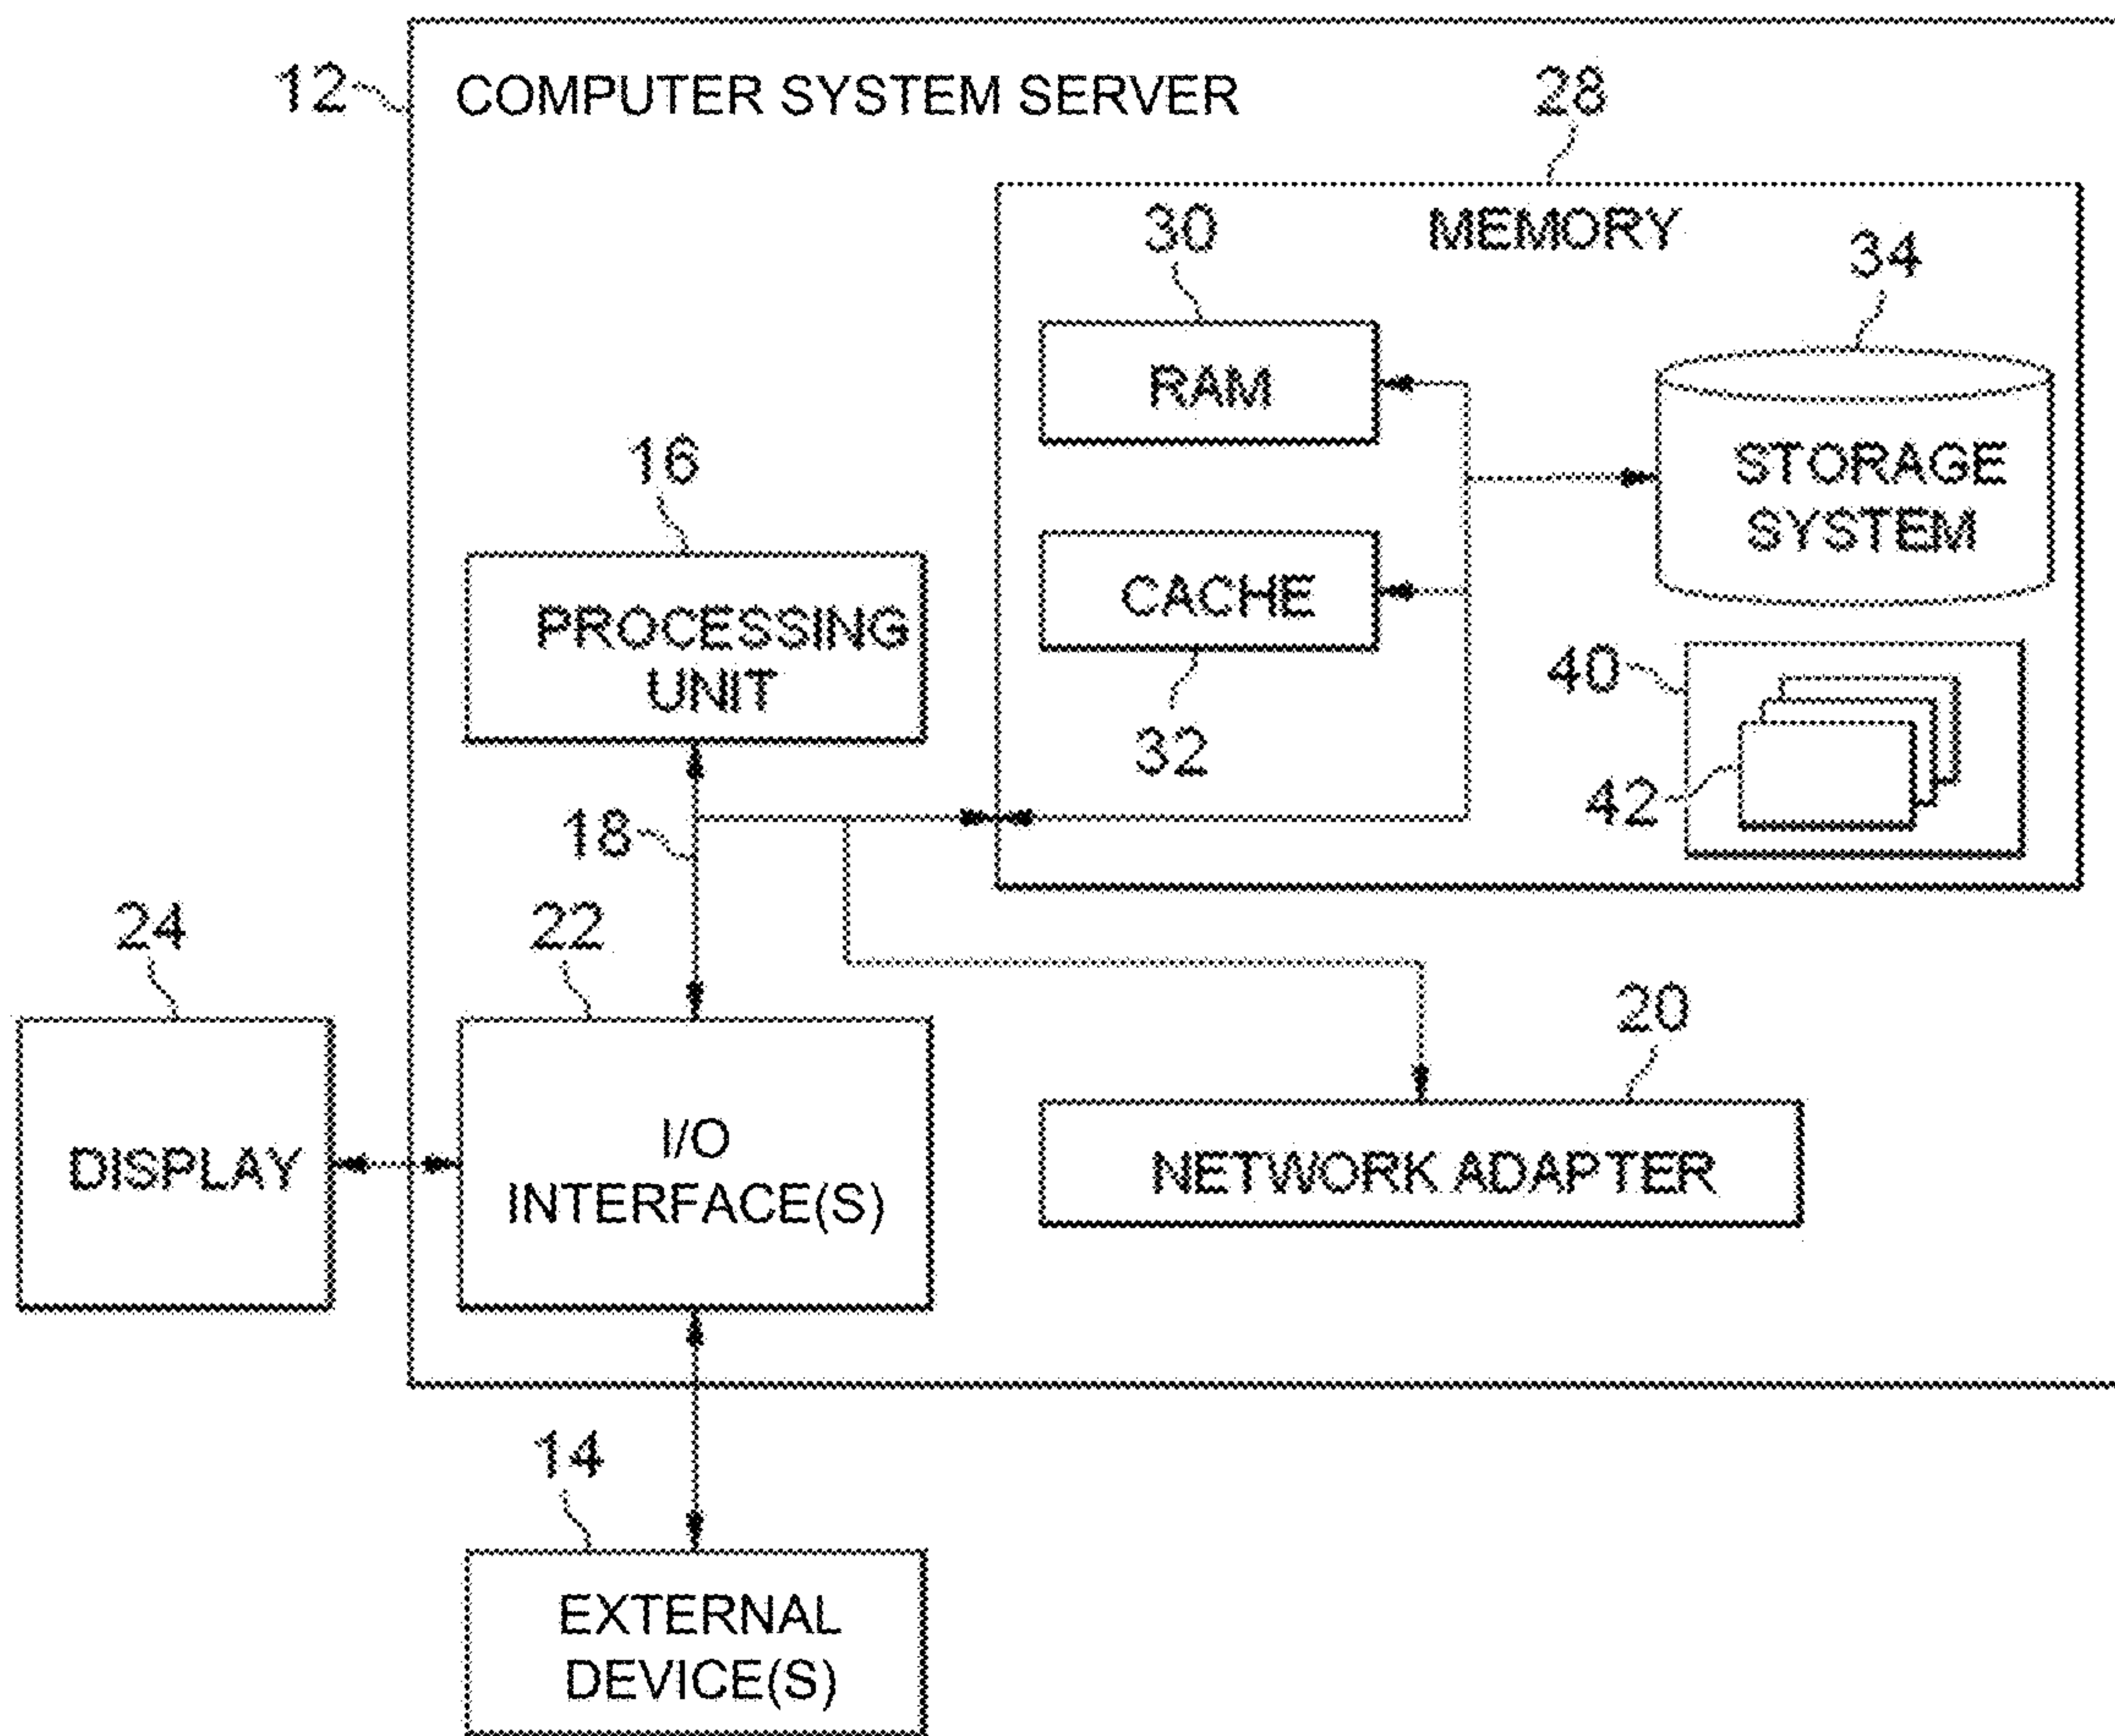 12
COMPUTER SYSTEM SERVER
28
MEMORY
30
34
RAM
STORAGE
SYSTEM
16
PROCESSING
UNIT
CACHE
32
40
42
18
24
22
20
DISPLAY
I/O
INTERFACE(S)
NETWORK ADAPTER
14
EXTERNAL
DEVICE(S)